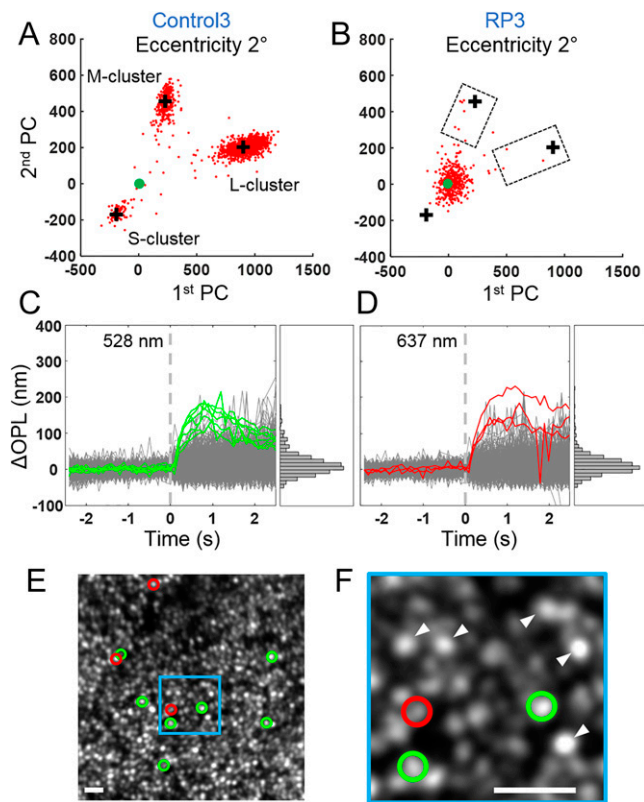 Control3
RP3
A
Eccentricity 2°
B
Eccentricity 2°
800
600
400
200
0
-200
-400
2nd PC
M-cluster
L-cluster
S-cluster
-500
0
500
1000
1500
1st PC
800
600
400
200
0
-200
-400
-500
0
500
1000
1500
1st PC
C
D
400
300
200
100
0
-100
ΔOPL (nm)
528 nm
637 nm
-2
-1
0
1
2
Time (s)
-2
-1
0
1
2
Time (s)
E
F